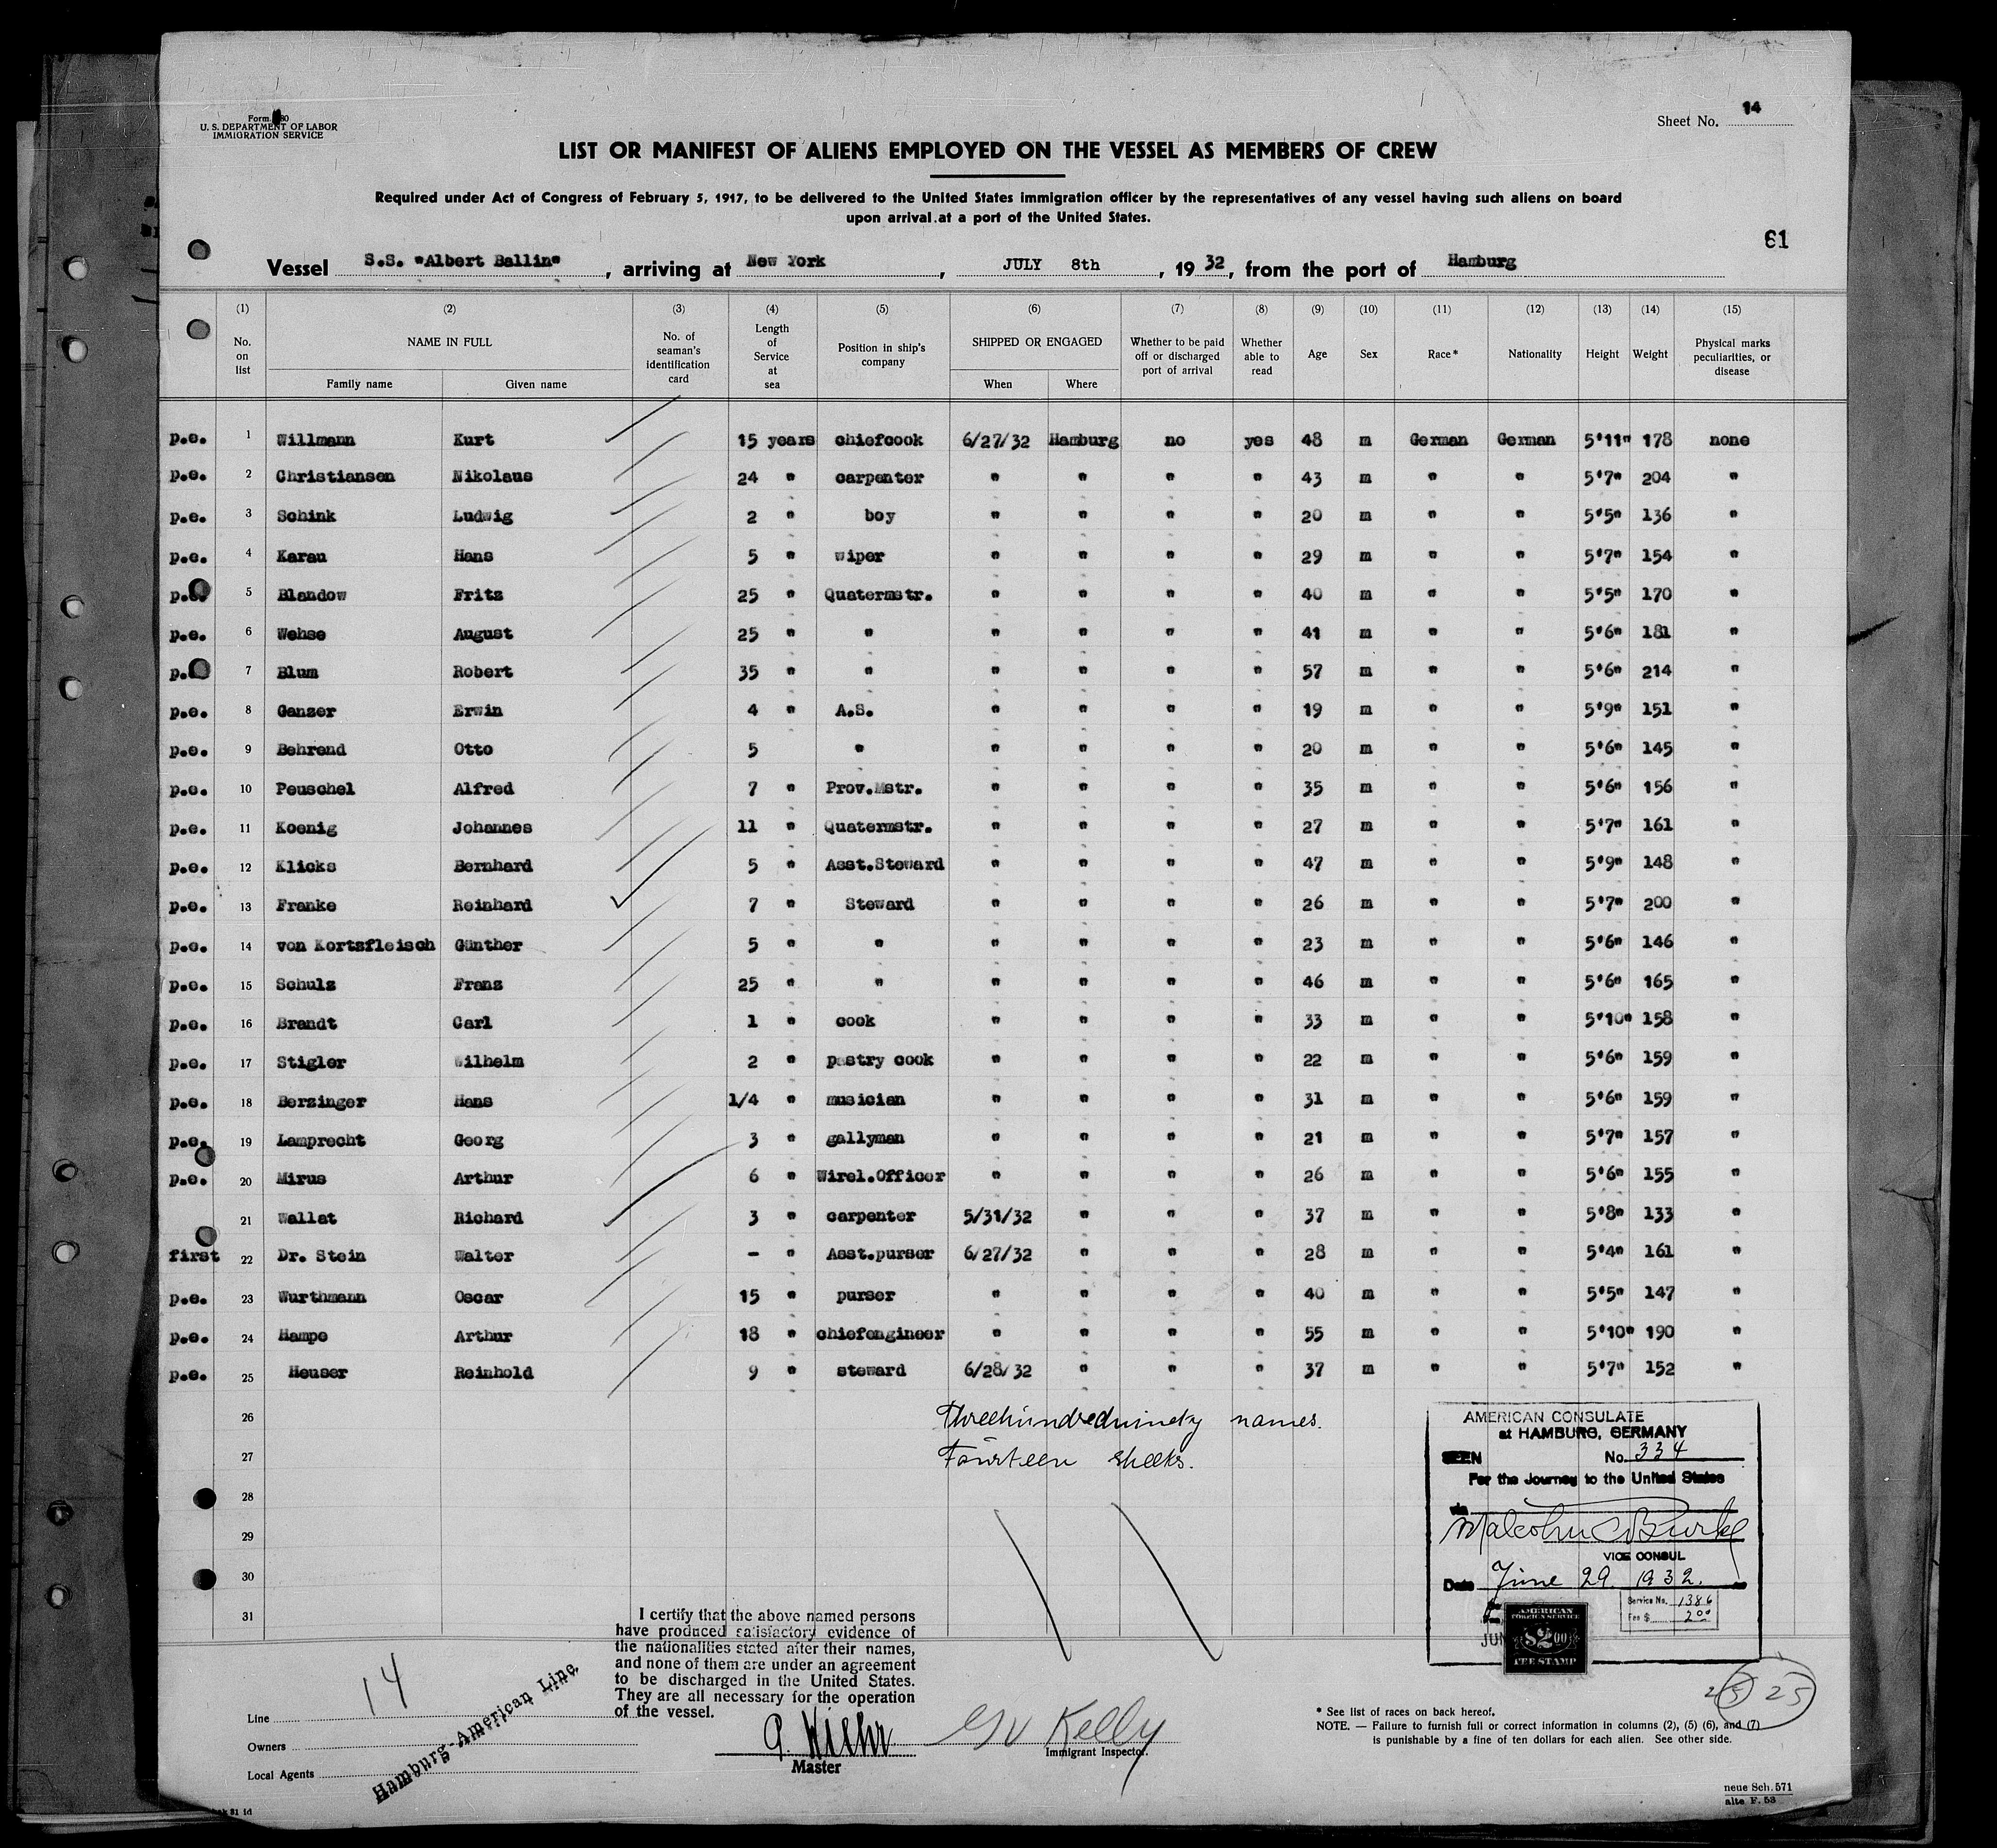 Form 680
U. S. DEPARTMENT OF LABOR
IMMIGRATION SERVICE
Sheet No. 14
LIST OR MANIFEST OF ALIENS EMPLOYED ON THE VESSEL AS MEMBERS OF CREW
Required under Act of Congress of February 5, 1917, to be delivered to the United States immigration officer by the representatives of any vessel having such aliens on board
upon arrival at a port of the United States.
61
Vessel S.S. "Albert Ballin", arriving at New York, JULY 8th, 1932, from the port of Hamburg
(1) (2) (3) (4) (5) (6) (7) (8) (9) (10) (11) (12) (13) (14) (15)
No. on list NAME IN FULL Family name Given name No. of seaman's identification card Length of Service at sea Position in ship's company SHIPPED OR ENGAGED When Where Whether to be paid off or discharged port of arrival Whether able to read Age Sex Race* Nationality Height Weight Physical marks peculiarities, or disease
p.e. 1 Willmann Kurt 15 years chiefcook 6/27/32 Hamburg no yes 48 m German German 5'11" 178 none
p.e. 2 Christiansen Nikolaus 24 " carpenter " " " " 43 m " " 5'7" 204 "
p.e. 3 Schink Ludwig 2 " boy " " " " 20 m " " 5'5" 136 "
p.e. 4 Karau Hans 5 " wiper " " " " 29 m " " 5'7" 154 "
p.e. 5 Blandow Fritz 25 " Quatermstr. " " " " 40 m " " 5'5" 170 "
p.e. 6 Wehse August 25 " " " " " " 41 m " " 5'6" 181 "
p. 7 Blum Robert 35 " " " " " " 57 m " " 5'6" 214 "
p.e. 8 Ganzer Erwin 4 " A.S. " " " " 19 m " " 5'9" 151 "
p.e. 9 Behrend Otto 5 " " " " " 20 m " " 5'6" 145 "
p.e. 10 Peuschel Alfred 7 " Prov.Mstr. " " " " 35 m " " 5'6" 156 "
p.e. 11 Koenig Johannes 11 " Quatermstr. " " " " 27 m " " 5'7" 161 "
p.e. 12 Klicks Bernhard 5 " Asst.Steward " " " " 47 m " " 5'9" 148 "
p.e. 13 Franke Reinhard 7 " Steward " " " " 26 m " " 5'7" 200 "
p.e. 14 von Kortzfleisch Günther 5 " " " " " " 23 m " " 5'6" 146 "
p.e. 15 Schulz Franz 25 " " " " " " 46 m " " 5'6" 165 "
p.e. 16 Brandt Carl 1 " cook " " " " 33 m " " 5'10" 158 "
p.e. 17 Stigler Wilhelm 2 " pastry cook " " " " 22 m " " 5'6" 159 "
p.e. 18 Berzinger Hans 1/4 " musician " " " " 31 m " " 5'6" 159 "
p.e. 19 Lamprecht Georg 3 " gallyman " " " " 21 m " " 5'7" 157 "
p.e. 20 Mirus Arthur 6 " Wirel.Officer " " " " 26 m " " 5'6" 155 "
21 Wallat Richard 3 " carpenter 5/31/32 " " " 37 m " " 5'8" 133 "
first 22 Dr. Stein Walter - " Asst.purser 6/27/32 " " " 28 m " " 5'4" 161 "
p.e. 23 Wurthmann Oscar 15 " purser " " " " 40 m " " 5'5" 147 "
p.e. 24 Hampe Arthur 18 " chiefengineer " " " " 55 m " " 5'10" 190 "
p.e. 25 Heuser Reinhold 9 " steward 6/28/32 " " " 37 m " " 5'7" 152 "
26 Threehundredninety names.
27 Fourteen sheets.
28
29
30
31
AMERICAN CONSULATE
at HAMBURG, GERMANY
SEEN No. 334
For the Journey to the United States
via
Malcolm C Burke
VICE CONSUL
Date June 29. 1932.
Service No. 1386
Fee $ 2.00
JUN
AMERICAN
FOREIGN SERVICE
$2.00
FEE STAMP
I certify that the above named persons
have produced satisfactory evidence of
the nationalities stated after their names,
and none of them are under an agreement
to be discharged in the United States.
They are all necessary for the operation
of the vessel.
14
Line
Owners
Local Agents
Hamburg-American Line
Master
Kelly
Immigrant Inspector.
25 25
* See list of races on back hereof.
NOTE. — Failure to furnish full or correct information in columns (2), (5) (6), and (7)
is punishable by a fine of ten dollars for each alien. See other side.
neue Sch. 571
alte F. 53